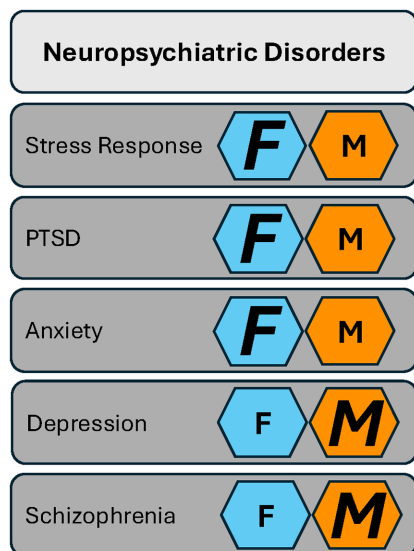 Neuropsychiatric Disorders
Stress Response F M
PTSD F M
Anxiety F M
Depression F M
Schizophrenia F M